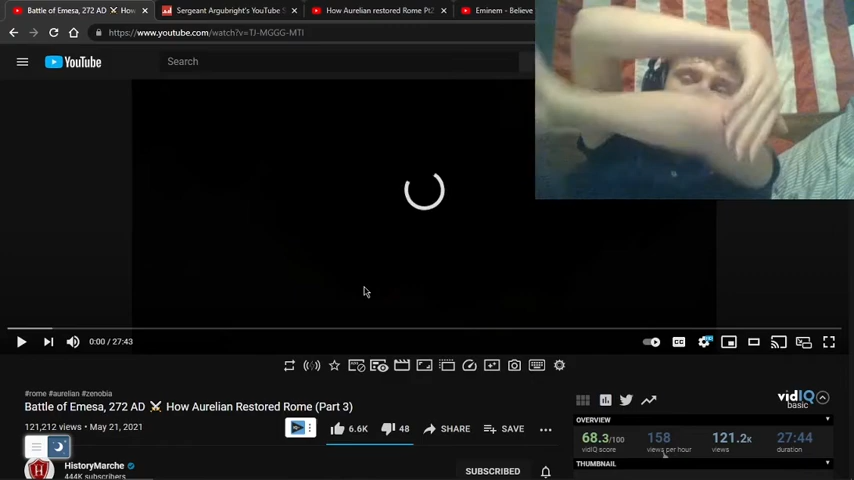 Battle of Emesa, 272 AD ⚔️ Ho
Sergeant Argubright's YouTube S
How Aurelian restored Rome Pt2
Eminem - Believe
https://www.youtube.com/watch?v=TJ-MGGG-MTI
YouTube
Search
0:00 / 27:43
CC
#rome #aurelian #zenobia
Battle of Emesa, 272 AD ⚔️ How Aurelian Restored Rome (Part 3)
121,212 views • May 21, 2021
6.6K
48
SHARE
SAVE
HistoryMarche
444K subscribers
SUBSCRIBED
vidIQ
basic
OVERVIEW
68.3/100
vidIQ score
158
views per hour
121.2K
views
27:44
duration
THUMBNAIL